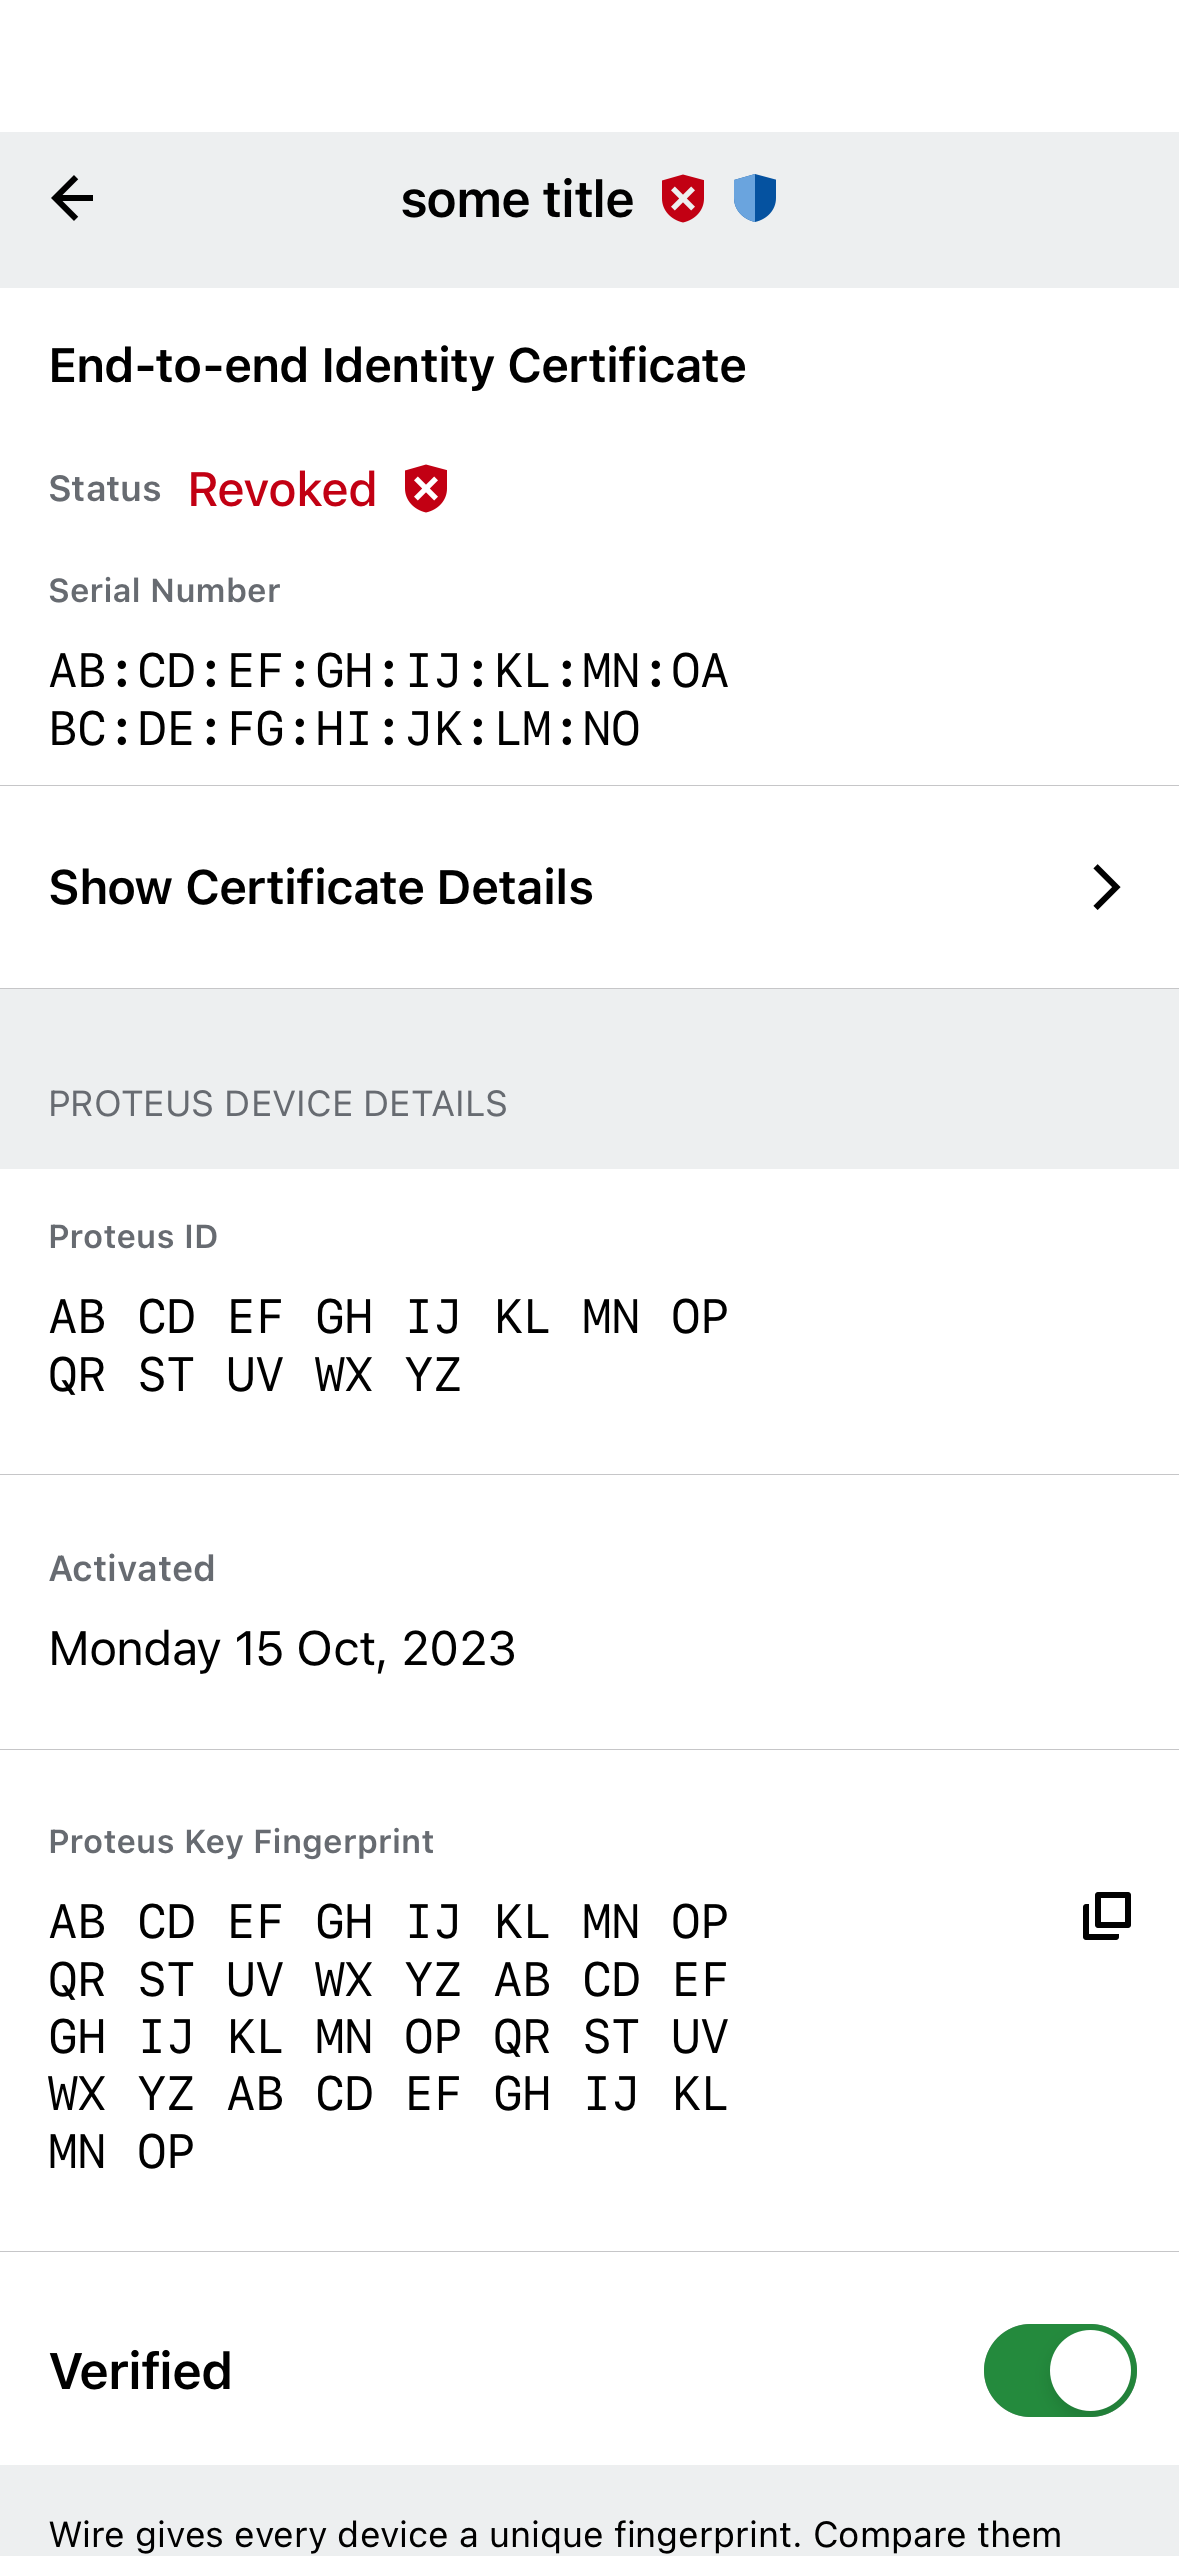 some title
End-to-end Identity Certificate
Status Revoked
Serial Number
AB:CD:EF:GH:IJ:KL:MN:OA
BC:DE:FG:HI:JK:LM:NO
Show Certificate Details
PROTEUS DEVICE DETAILS
Proteus ID
AB CD EF GH IJ KL MN OP
QR ST UV WX YZ
Activated
Monday 15 Oct, 2023
Proteus Key Fingerprint
AB CD EF GH IJ KL MN OP
QR ST UV WX YZ AB CD EF
GH IJ KL MN OP QR ST UV
WX YZ AB CD EF GH IJ KL
MN OP
Verified
Wire gives every device a unique fingerprint. Compare them